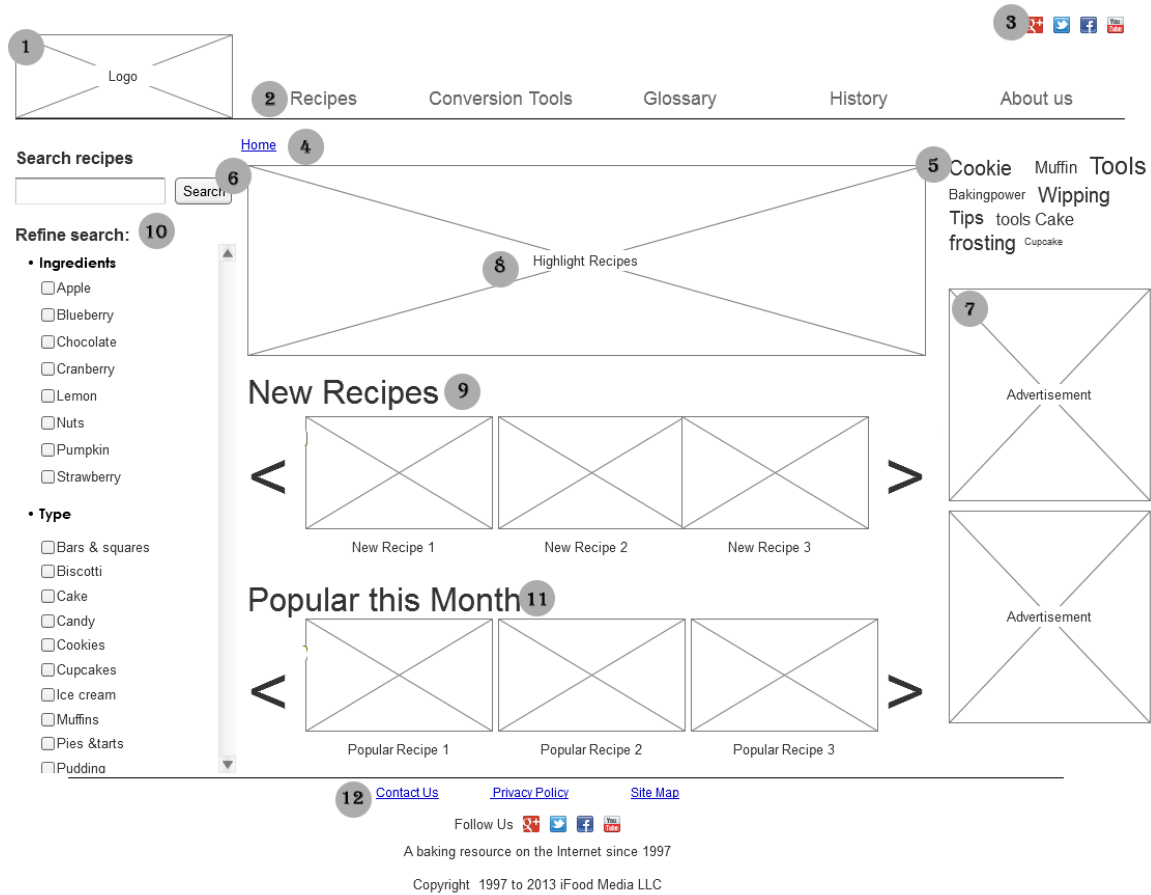 3
1
Logo
2 Recipes Conversion Tools Glossary History About us
Home 4
Search recipes
6
Search
5
Cookie Muffin Tools
Bakingpower Wipping
Tips tools Cake
frosting Cupcake
Refine search: 10
• Ingredients
Apple
Blueberry
Chocolate
Cranberry
Lemon
Nuts
Pumpkin
Strawberry
• Type
Bars & squares
Biscotti
Cake
Candy
Cookies
Cupcakes
Ice cream
Muffins
Pies &tarts
Pudding
8 Highlight Recipes
7
Advertisement
Advertisement
New Recipes 9
< >
New Recipe 1 New Recipe 2 New Recipe 3
Popular this Month 11
< >
Popular Recipe 1 Popular Recipe 2 Popular Recipe 3
12 Contact Us Privacy Policy Site Map
Follow Us
A baking resource on the Internet since 1997
Copyright 1997 to 2013 iFood Media LLC